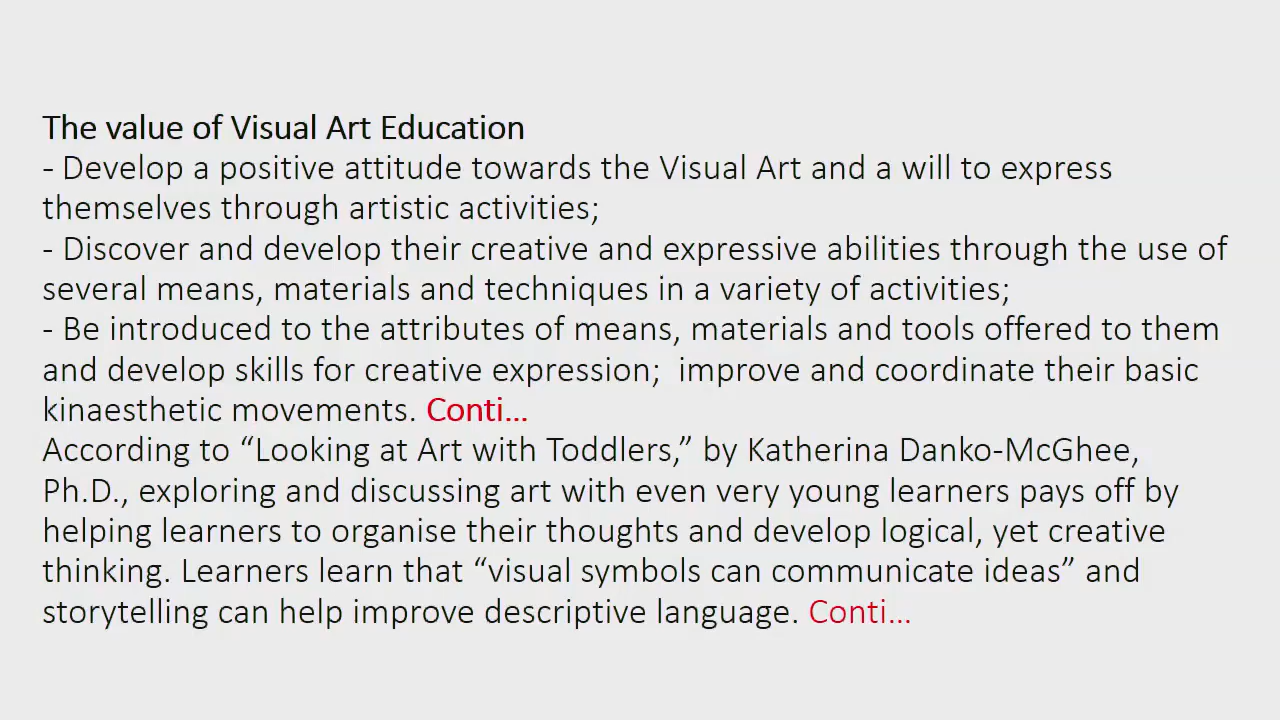 The value of Visual Art Education
- Develop a positive attitude towards the Visual Art and a will to express
themselves through artistic activities;
- Discover and develop their creative and expressive abilities through the use of
several means, materials and techniques in a variety of activities;
- Be introduced to the attributes of means, materials and tools offered to them
and develop skills for creative expression;  improve and coordinate their basic
kinaesthetic movements. Conti…
According to “Looking at Art with Toddlers,” by Katherina Danko-McGhee,
Ph.D., exploring and discussing art with even very young learners pays off by
helping learners to organise their thoughts and develop logical, yet creative
thinking. Learners learn that “visual symbols can communicate ideas” and
storytelling can help improve descriptive language. Conti…